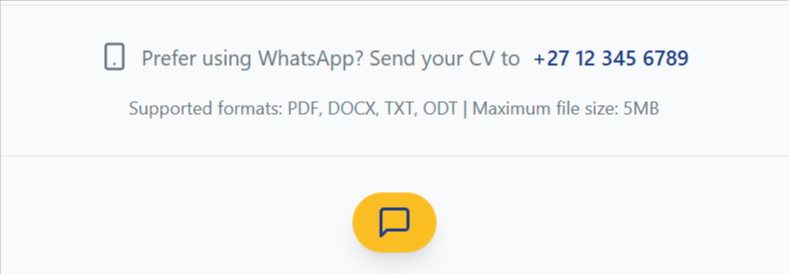 Prefer using WhatsApp? Send your CV to +27 12 345 6789
Supported formats: PDF, DOCX, TXT, ODT | Maximum file size: 5MB